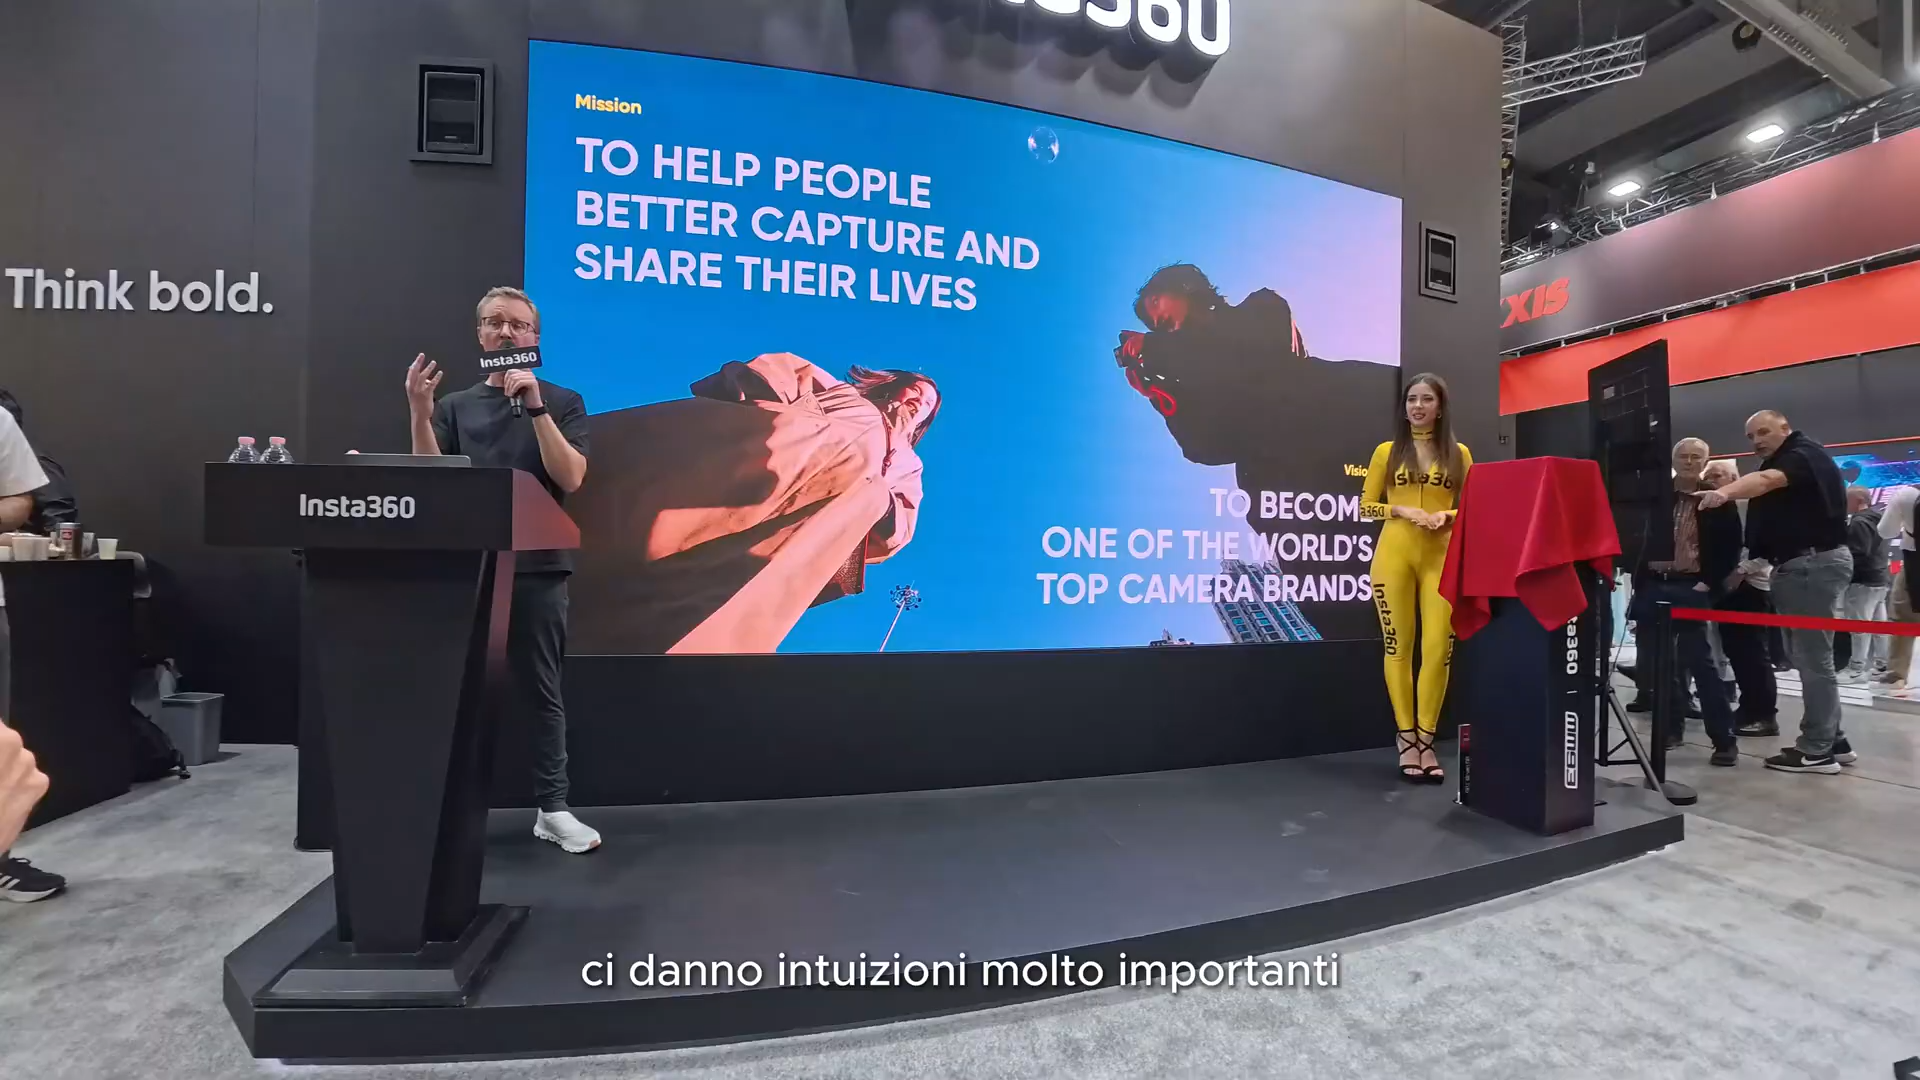 Mission
TO HELP PEOPLE
BETTER CAPTURE AND
SHARE THEIR LIVES
Think bold.
Insta360
Insta360
TO BECOME
ONE OF THE WORLD'S
TOP CAMERA BRANDS
Insta360
ci danno intuizioni molto importanti